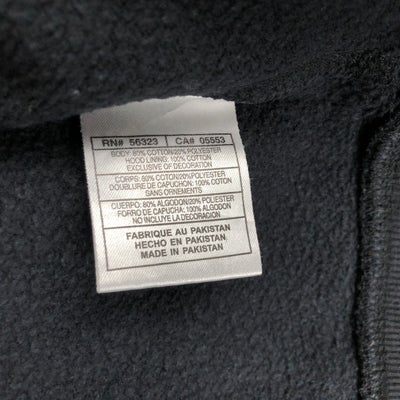 RN# 56323 CA# 05553
BODY: 80% COTTON/20% POLYESTER
HOOD LINING: 100% COTTON
EXCLUSIVE OF DECORATION
CORPS: 80% COTON/20% POLYESTER
DOUBLURE DE CAPUCHON: 100% COTON
SANS ORNEMENTS
CUERPO: 80% ALGODON/20% POLIESTER
FORRO DE CAPUCHA: 100% ALGODON
NO INCLUYE LA DECORACION
FABRIQUE AU PAKISTAN
HECHO EN PAKISTAN
MADE IN PAKISTAN